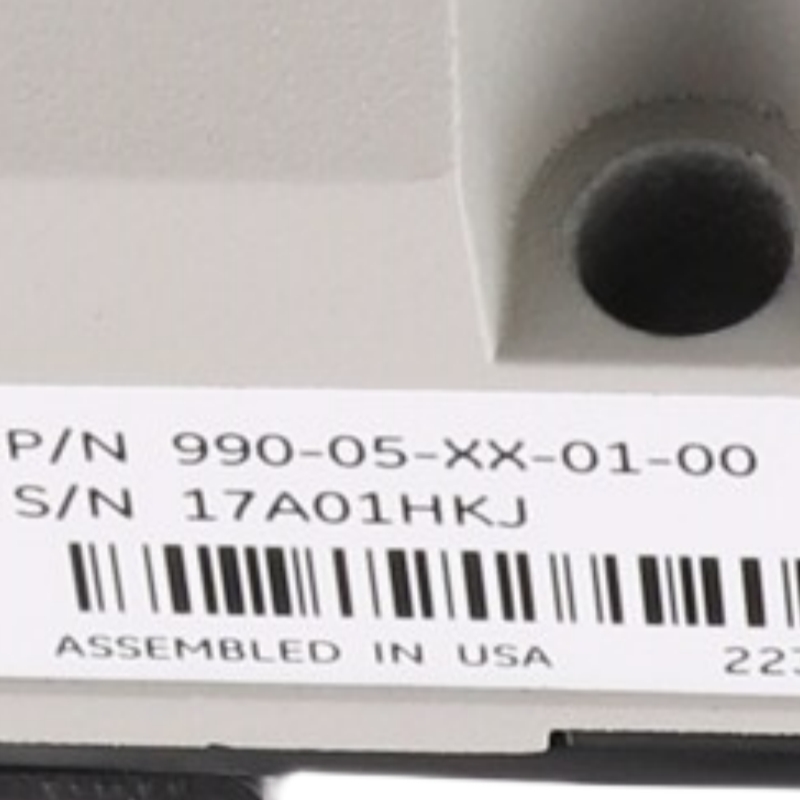 P/N 990-05-XX-01-00
S/N 17A01HKJ
ASSEMBLED IN USA